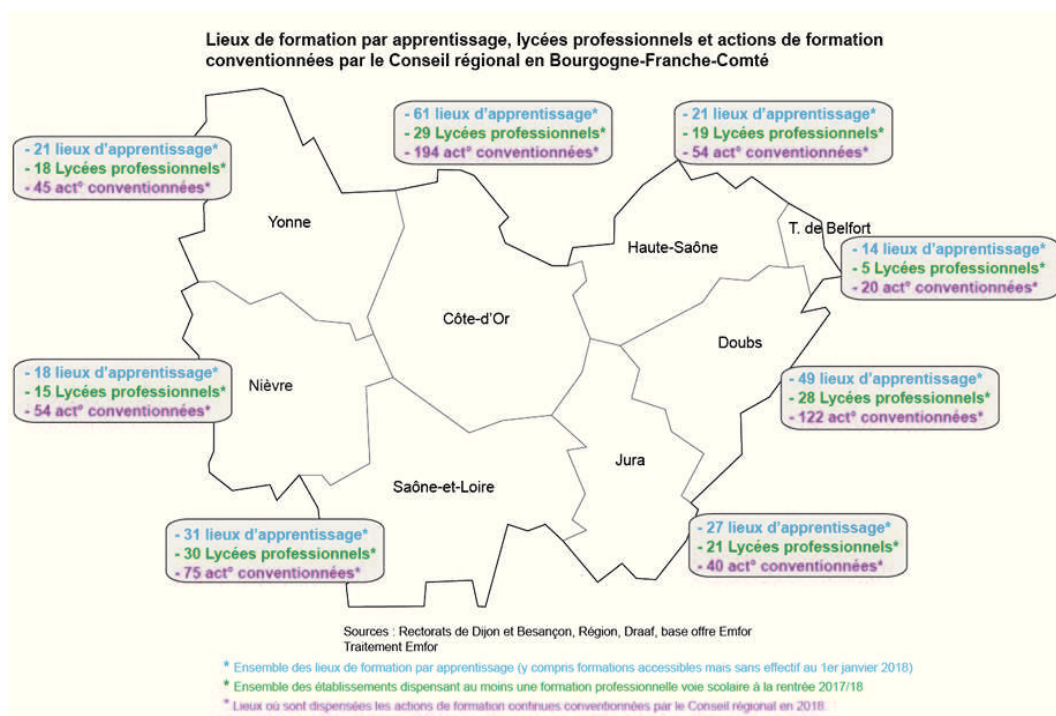 Lieux de formation par apprentissage, lycées professionnels et actions de formation
conventionnées par le Conseil régional en Bourgogne-Franche-Comté
- 61 lieux d'apprentissage*
- 29 Lycées professionnels*
- 194 act° conventionnées*
- 21 lieux d'apprentissage*
- 19 Lycées professionnels*
- 54 act° conventionnées*
- 21 lieux d'apprentissage*
- 18 Lycées professionnels*
- 45 act° conventionnées*
Yonne
T. de Belfort
Haute-Saône
- 14 lieux d'apprentissage*
- 5 Lycées professionnels*
- 20 act° conventionnées*
Côte-d'Or
Doubs
- 18 lieux d'apprentissage*
- 15 Lycées professionnels*
- 54 act° conventionnées*
Nièvre
- 49 lieux d'apprentissage*
- 28 Lycées professionnels*
- 122 act° conventionnées*
Jura
Saône-et-Loire
- 31 lieux d'apprentissage*
- 30 Lycées professionnels*
- 75 act° conventionnées*
- 27 lieux d'apprentissage*
- 21 Lycées professionnels*
- 40 act° conventionnées*
Sources : Rectorats de Dijon et Besançon, Région, Draaf, base offre Emfor
Traitement Emfor
* Ensemble des lieux de formation par apprentissage (y compris formations accessibles mais sans effectif au 1er janvier 2018)
* Ensemble des établissements dispensant au moins une formation professionnelle voie scolaire à la rentrée 2017/18
* Lieux où sont dispensées les actions de formation continues conventionnées par le Conseil régional en 2018.